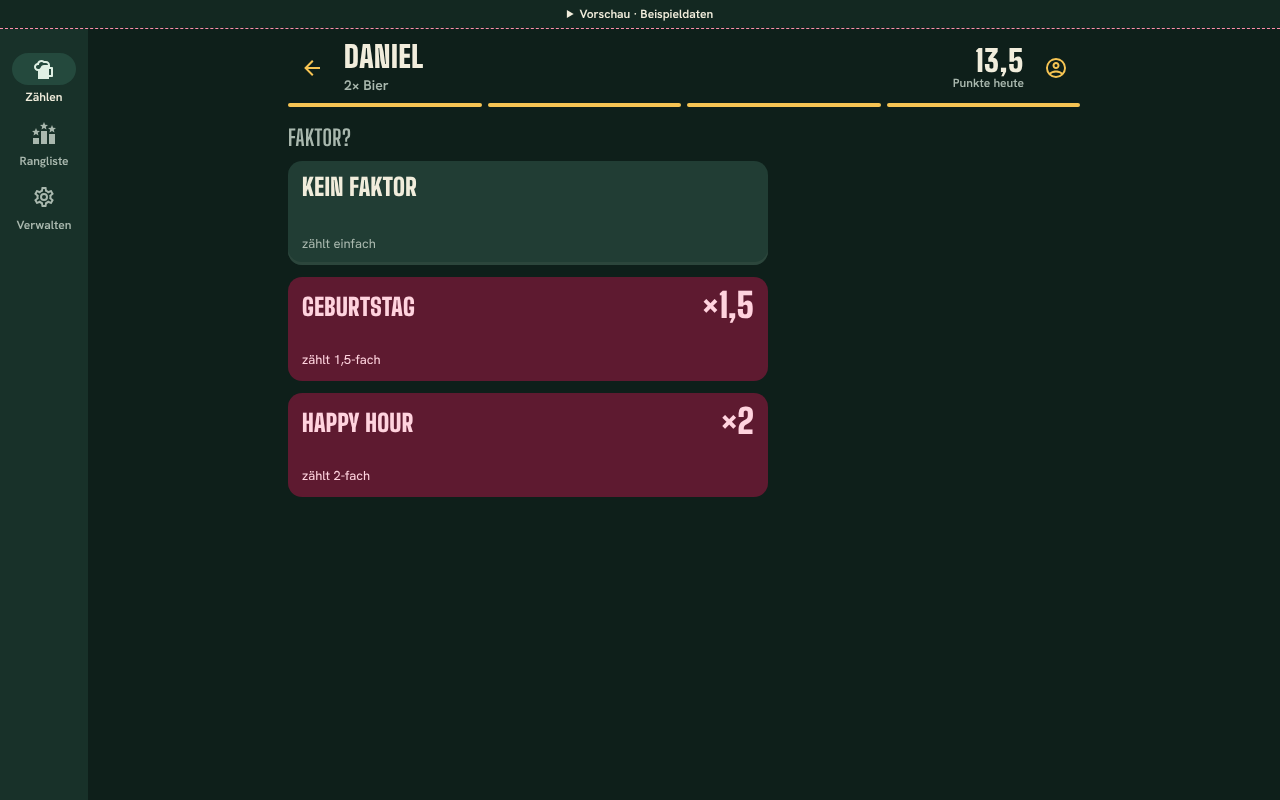 ▶ Vorschau · Beispieldaten
Zählen
Rangliste
Verwalten
DANIEL
2× Bier
13,5
Punkte heute
FAKTOR?
KEIN FAKTOR
zählt einfach
GEBURTSTAG
×1,5
zählt 1,5-fach
HAPPY HOUR
×2
zählt 2-fach